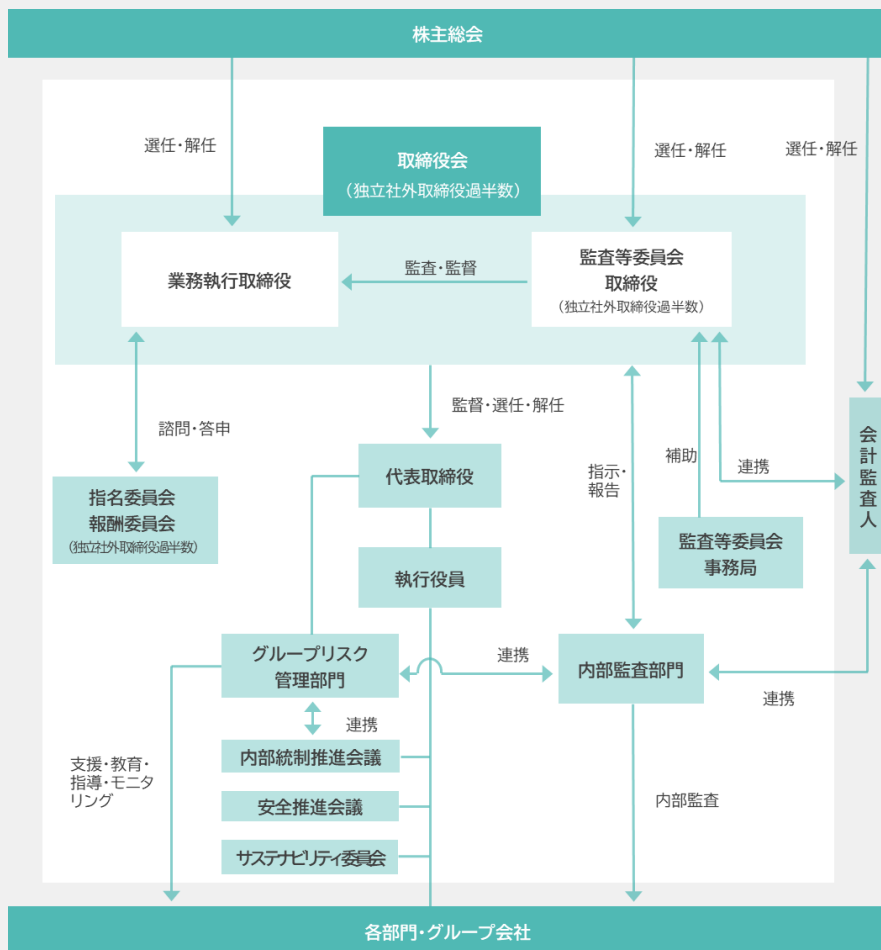 株主総会
選任・解任
選任・解任
選任・解任
取締役会
（独立社外取締役過半数）
業務執行取締役
監査・監督
監査等委員会
取締役
（独立社外取締役過半数）
諮問・答申
監督・選任・解任
指示・
報告
補助
連携
会計監査人
指名委員会
報酬委員会
（独立社外取締役過半数）
代表取締役
執行役員
監査等委員会
事務局
グループリスク
管理部門
連携
内部監査部門
連携
連携
内部統制推進会議
安全推進会議
サステナビリティ委員会
支援・教育・
指導・モニタ
リング
内部監査
各部門・グループ会社